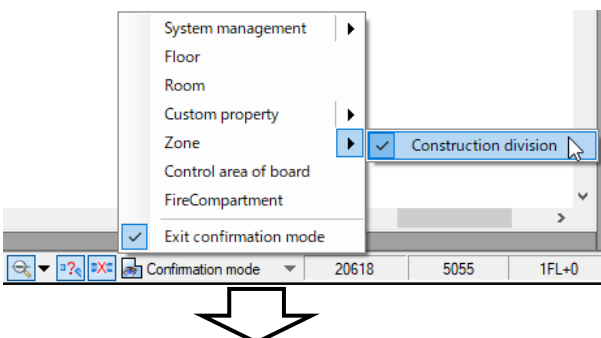 System management
Floor
Room
Custom property
Zone
Construction division
Control area of board
FireCompartment
Exit confirmation mode
Confirmation mode 20618 5055 1FL+0